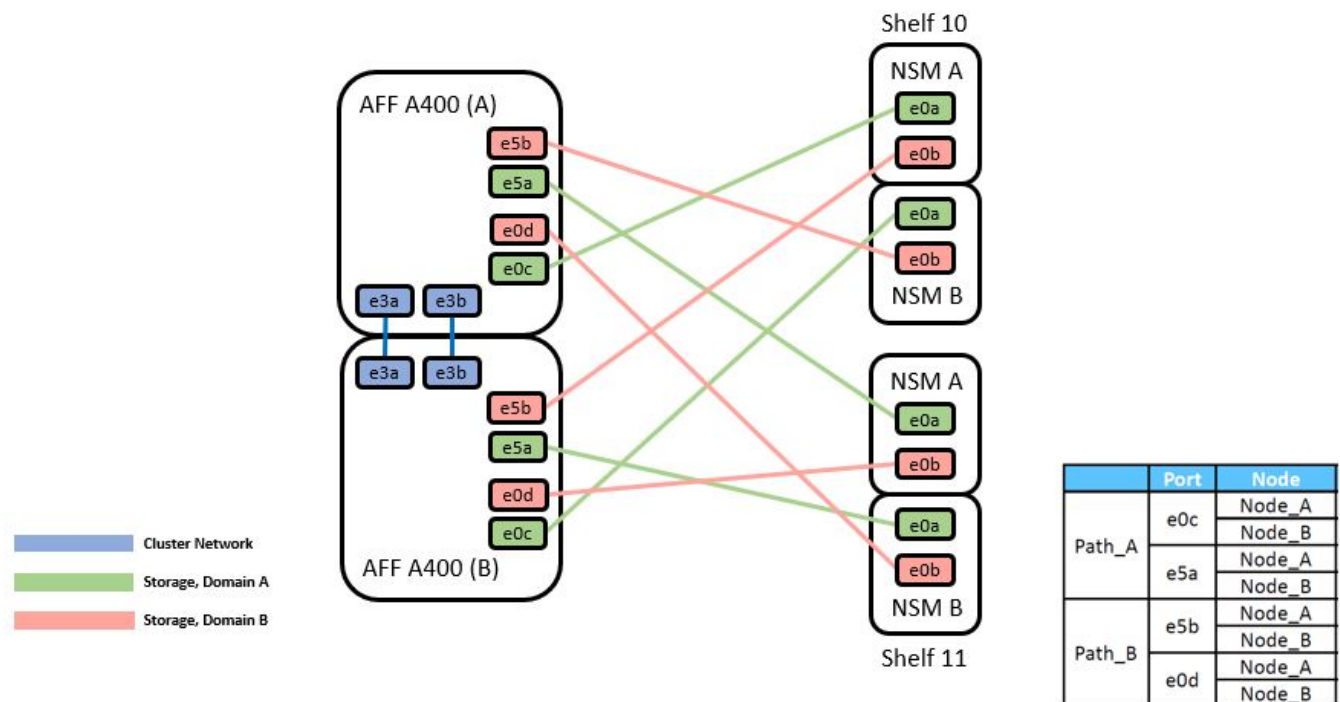 Shelf 10
AFF A400 (A)
e5b
e5a
e0d
e0c
e3a e3b
e3a e3b
e5b
e5a
e0d
e0c
AFF A400 (B)
NSM A
e0a
e0b
e0a
e0b
NSM B
NSM A
e0a
e0b
e0a
e0b
NSM B
Shelf 11
Cluster Network
Storage, Domain A
Storage, Domain B
Port Node
Path_A e0c Node_A
Node_B
e5a Node_A
Node_B
Path_B e5b Node_A
Node_B
e0d Node_A
Node_B